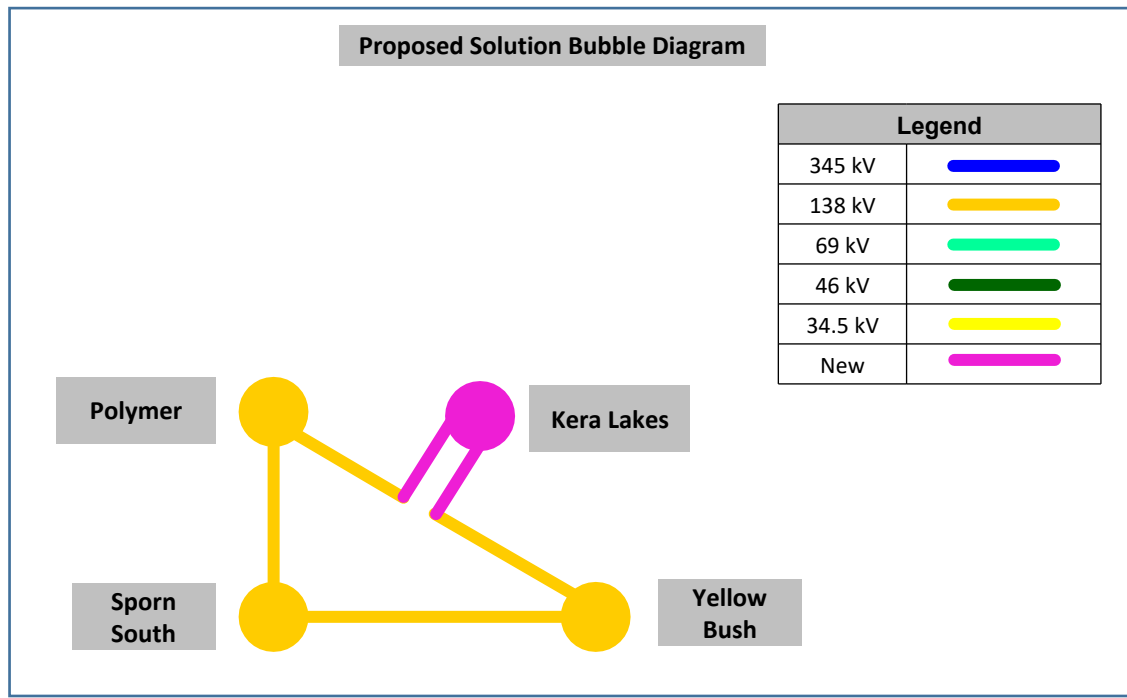 Proposed Solution Bubble Diagram
Legend
345 kV
138 kV
69 kV
46 kV
34.5 kV
New
Polymer
Kera Lakes
Sporn
South
Yellow
Bush